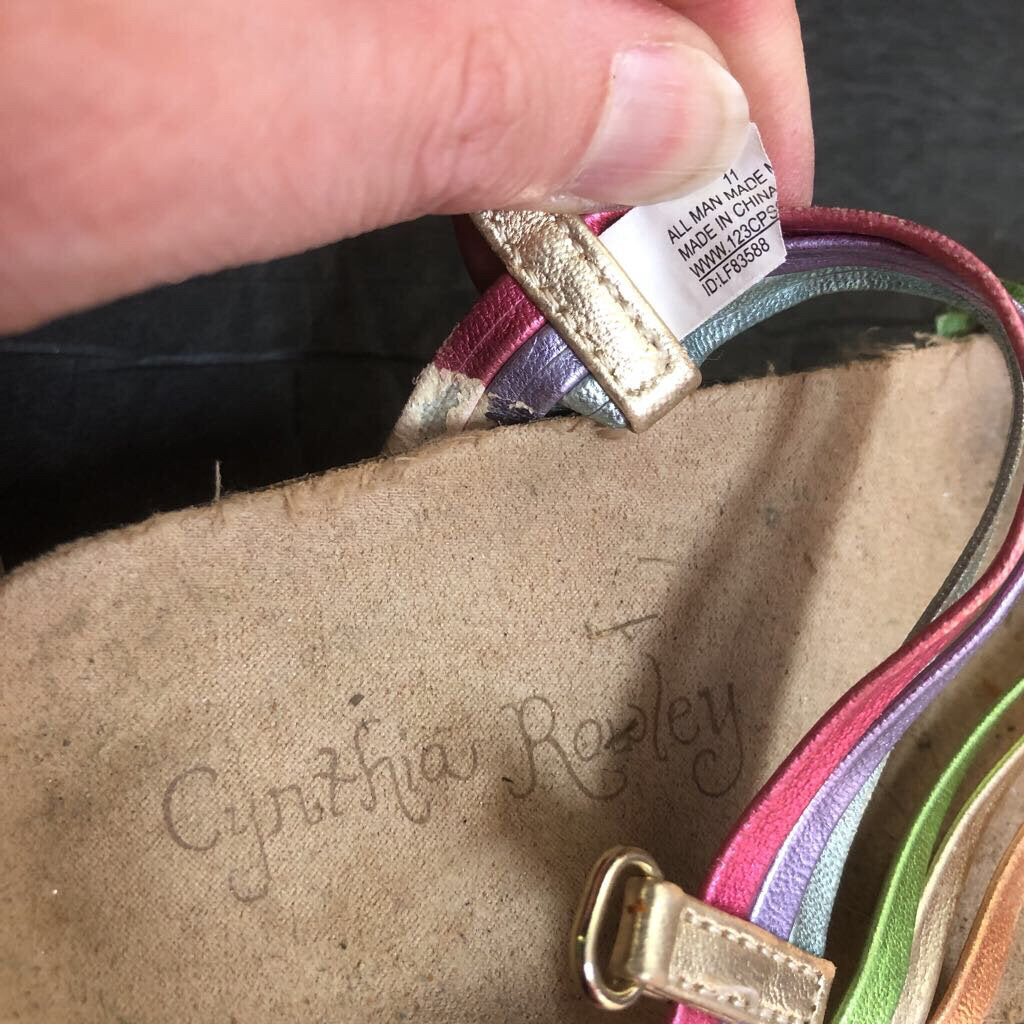 11
ALL MAN MADE M
MADE IN CHINA
WWW.123CPS
ID:LF83588
Cynthia Rowley